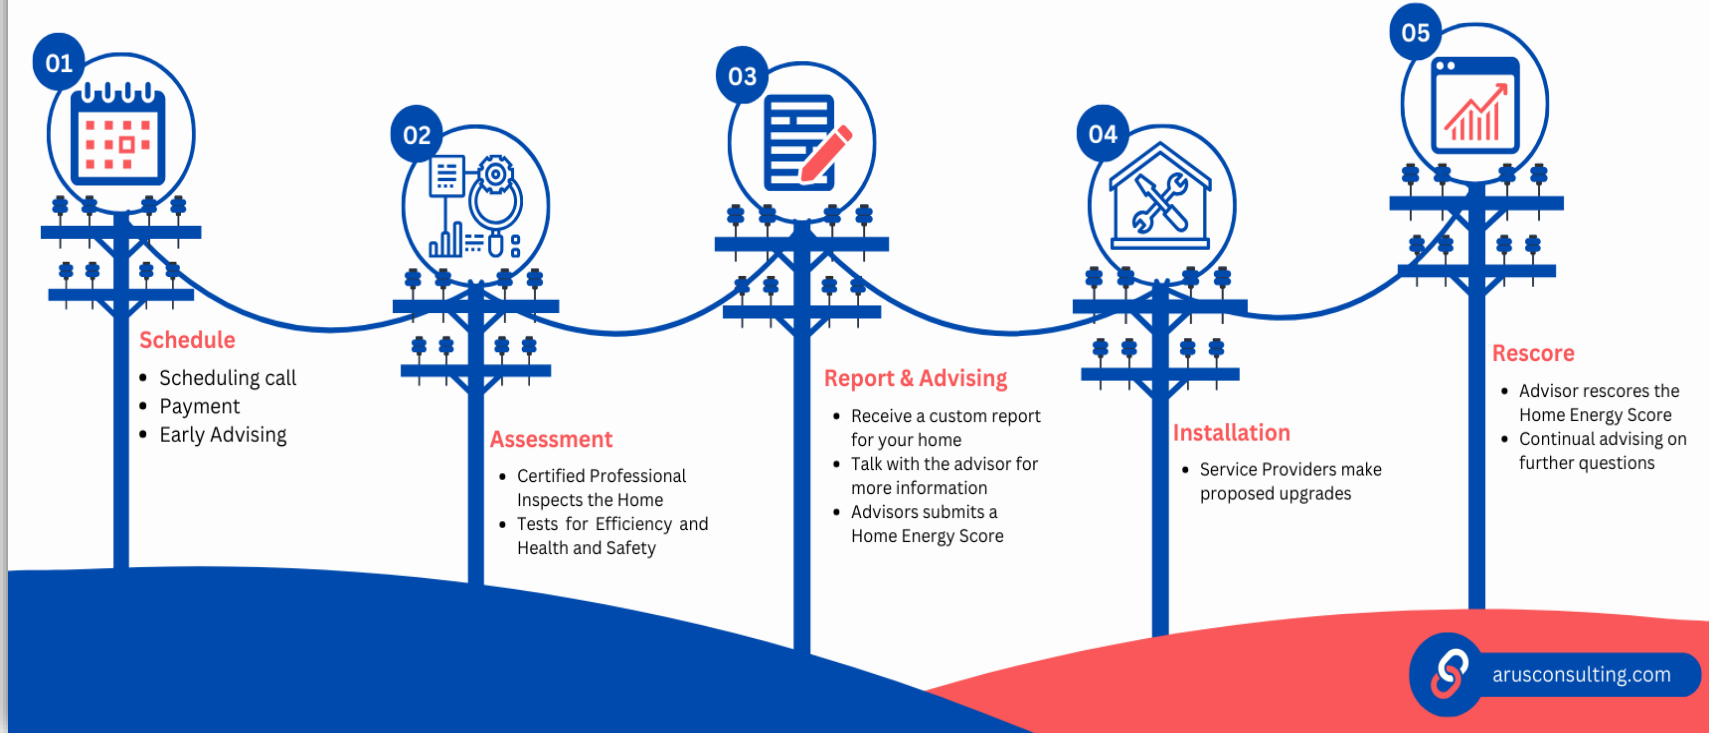 01
Schedule
Scheduling call
Payment
Early Advising
02
Assessment
Certified Professional
Inspects the Home
Tests for Efficiency and
Health and Safety
03
Report & Advising
Receive a custom report
for your home
Talk with the advisor for
more information
Advisors submits a
Home Energy Score
04
Installation
Service Providers make
proposed upgrades
05
Rescore
Advisor rescores the
Home Energy Score
Continual advising on
further questions
arusconsulting.com